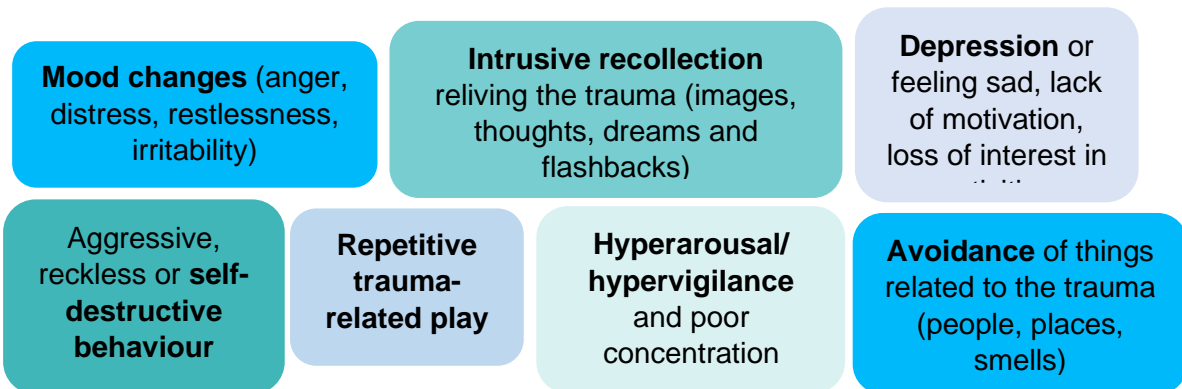 Mood changes (anger,
distress, restlessness,
irritability)
Intrusive recollection
reliving the trauma (images,
thoughts, dreams and
flashbacks)
Depression or
feeling sad, lack
of motivation,
loss of interest in
Aggressive,
reckless or self-
destructive
behaviour
Repetitive
trauma-
related play
Hyperarousal/
hypervigilance
and poor
concentration
Avoidance of things
related to the trauma
(people, places,
smells)